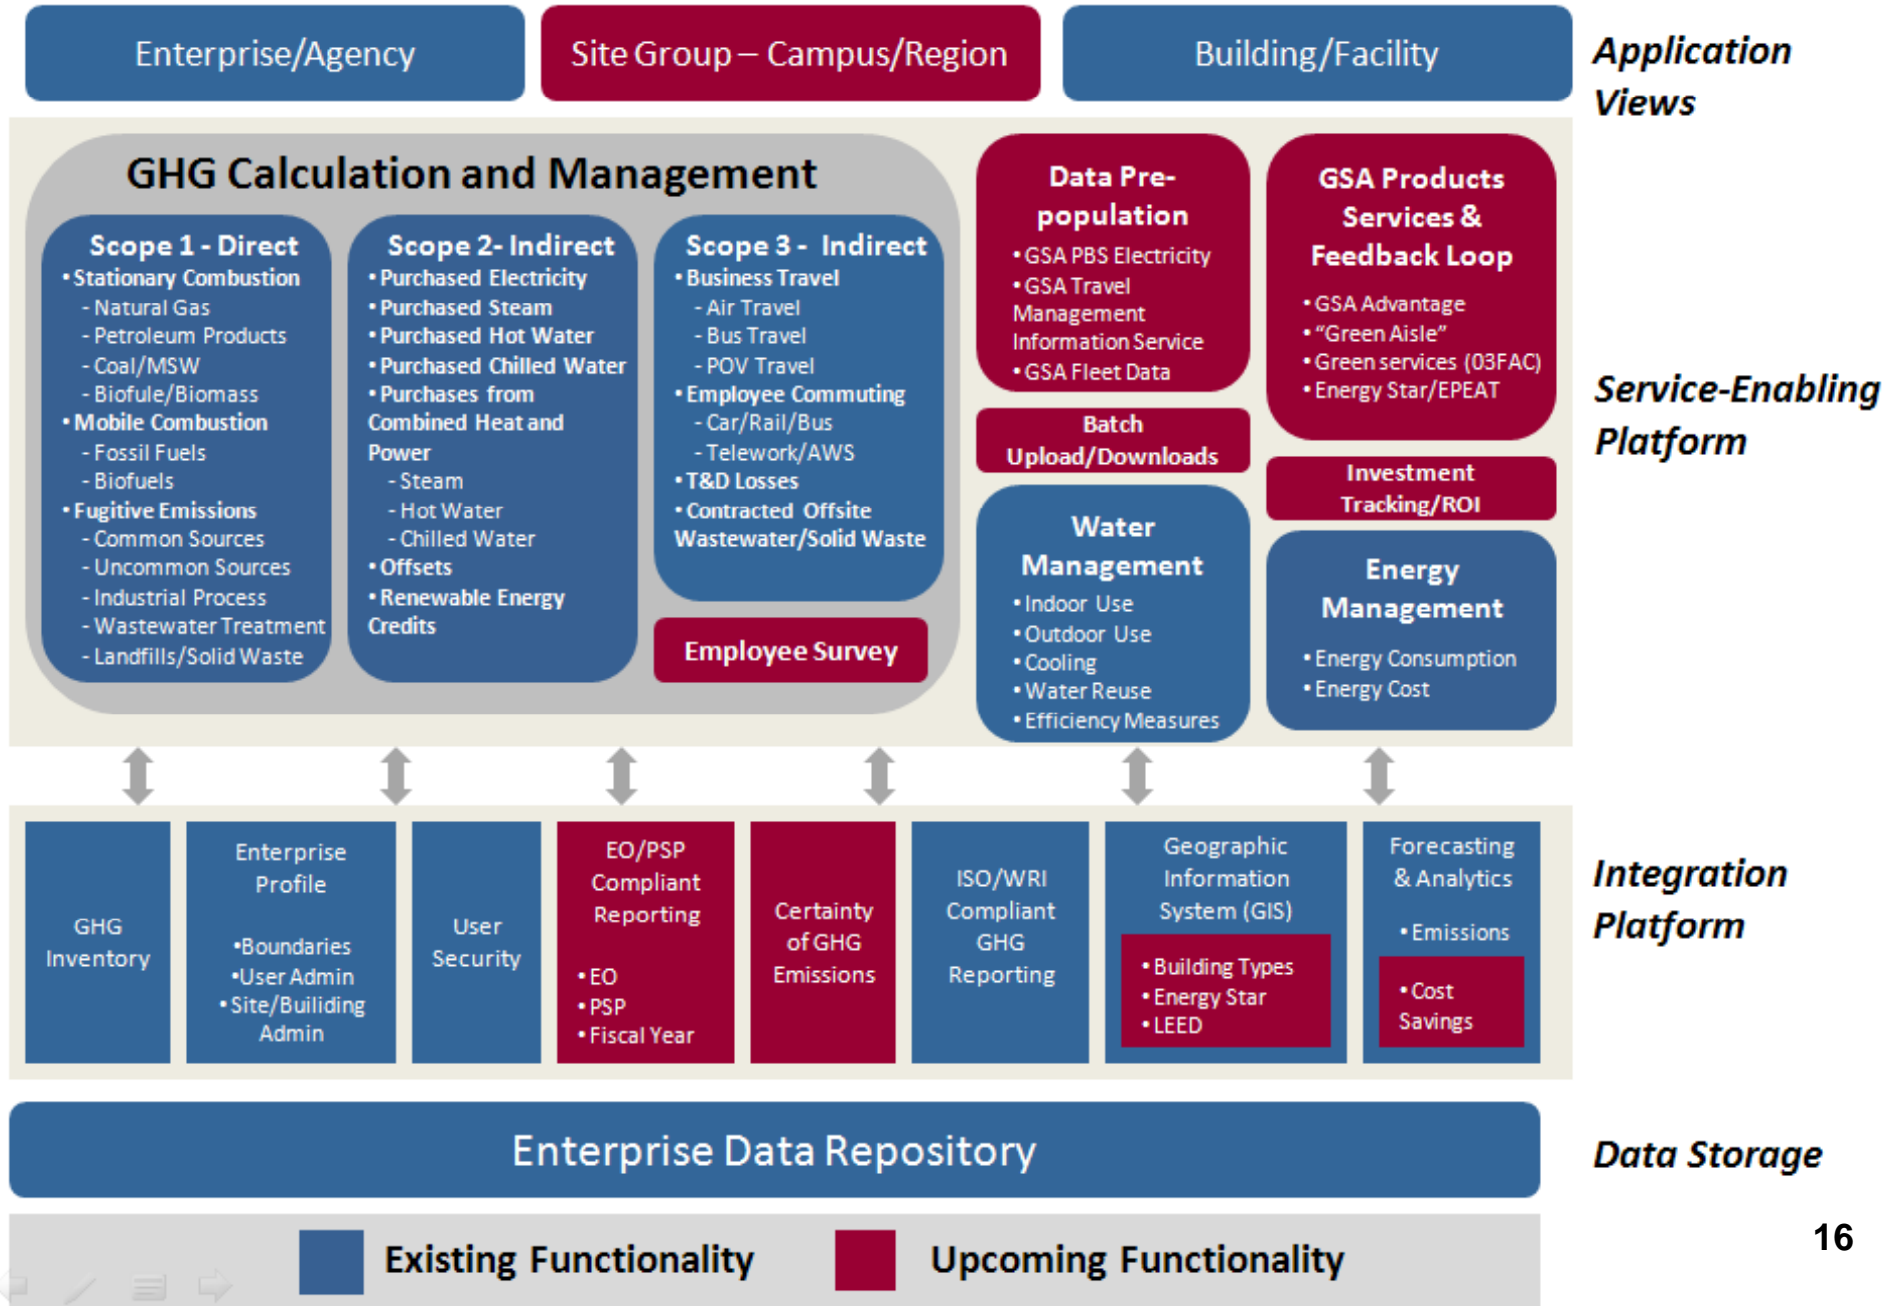 Enterprise/Agency
Site Group – Campus/Region
Building/Facility
Application
Views
GHG Calculation and Management
Scope 1 - Direct
• Stationary Combustion
- Natural Gas
- Petroleum Products
- Coal/MSW
- Biofule/Biomass
• Mobile Combustion
- Fossil Fuels
- Biofuels
• Fugitive Emissions
- Common Sources
- Uncommon Sources
- Industrial Process
- Wastewater Treatment
- Landfills/Solid Waste
Scope 2- Indirect
• Purchased Electricity
• Purchased Steam
• Purchased Hot Water
• Purchased Chilled Water
• Purchases from
Combined Heat and
Power
- Steam
- Hot Water
- Chilled Water
• Offsets
• Renewable Energy
Credits
Scope 3 - Indirect
• Business Travel
- Air Travel
- Bus Travel
- POV Travel
• Employee Commuting
- Car/Rail/Bus
- Telework/AWS
• T&D Losses
• Contracted Offsite
Wastewater/Solid Waste
Employee Survey
Data Pre-
population
• GSA PBS Electricity
• GSA Travel
Management
Information Service
• GSA Fleet Data
Batch
Upload/Downloads
Water
Management
• Indoor Use
• Outdoor Use
• Cooling
• Water Reuse
• Efficiency Measures
GSA Products
Services &
Feedback Loop
• GSA Advantage
• “Green Aisle”
• Green services (03FAC)
• Energy Star/EPEAT
Investment
Tracking/ROI
Energy
Management
• Energy Consumption
• Energy Cost
Service-Enabling
Platform
GHG
Inventory
Enterprise
Profile
•Boundaries
•User Admin
• Site/Builiding
Admin
User
Security
EO/PSP
Compliant
Reporting
• EO
• PSP
• Fiscal Year
Certainty
of GHG
Emissions
ISO/WRI
Compliant
GHG
Reporting
Geographic
Information
System (GIS)
• Building Types
• Energy Star
• LEED
Forecasting
& Analytics
• Emissions
• Cost
Savings
Integration
Platform
Enterprise Data Repository
Data Storage
Existing Functionality
Upcoming Functionality
16